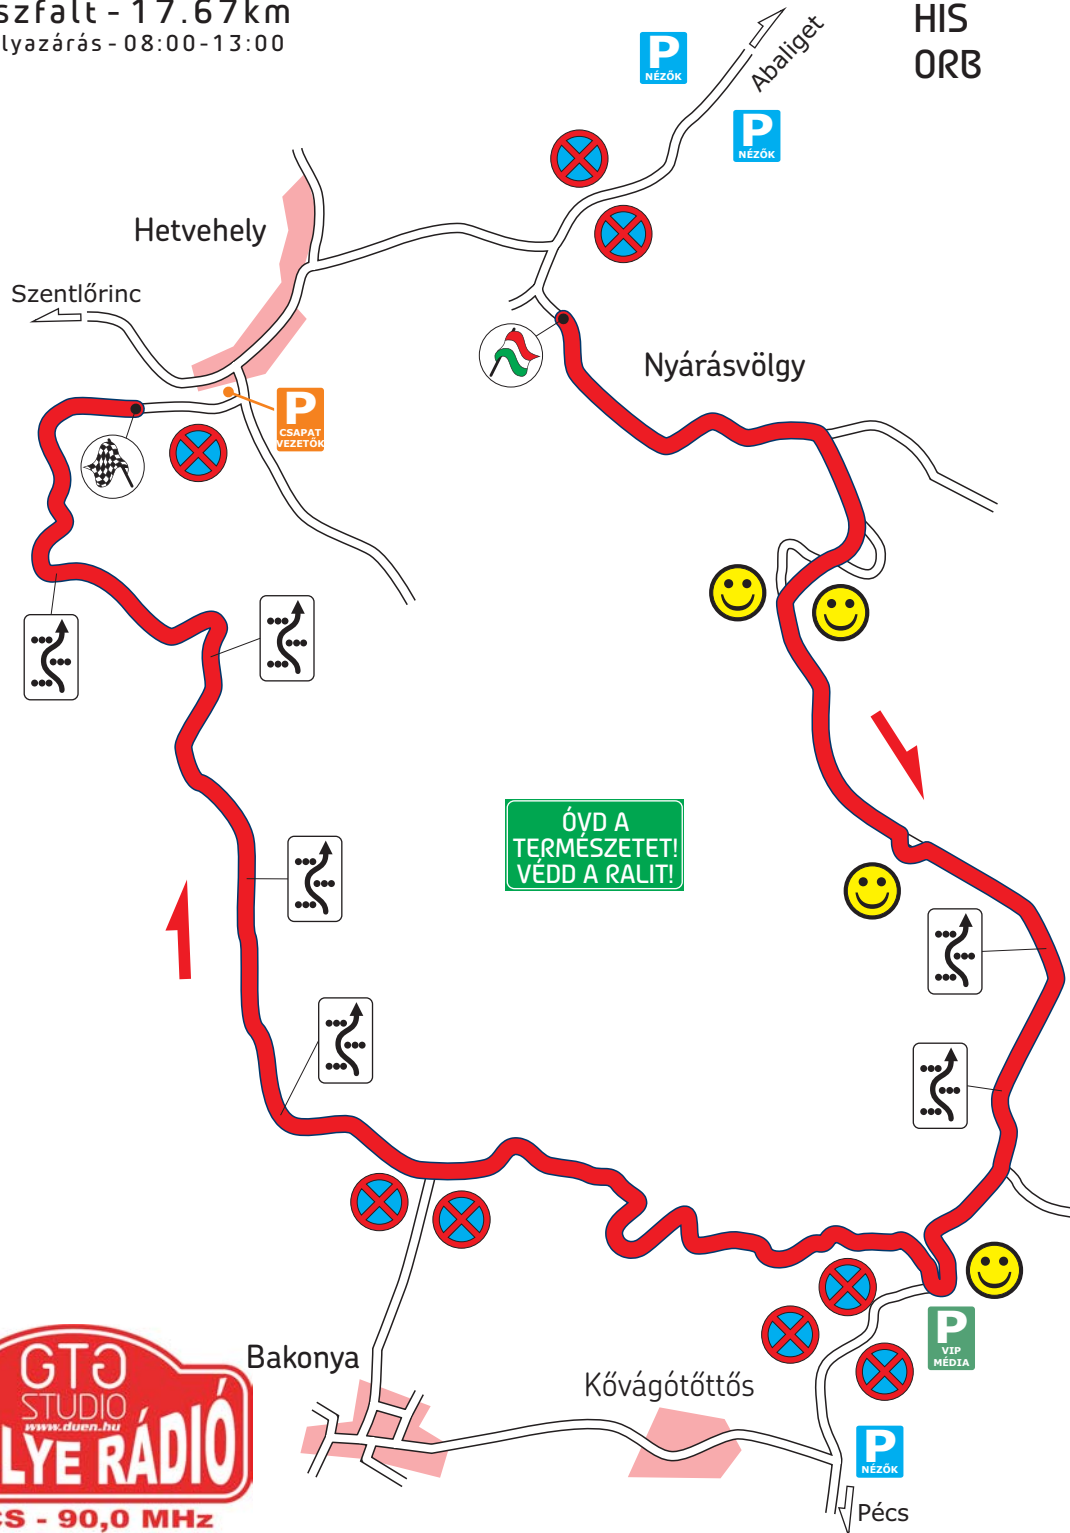 szfalt - 17.67km
lyazárás - 08:00-13:00
HIS
ORB
P
NÉZŐK
Abaliget
P
NÉZŐK
Hetvehely
Szentlőrinc
Nyárásvölgy
P
CSAPAT
VEZETŐK
ÓVD A
TERMÉSZETET!
VÉDD A RALIT!
P
VIP
MÉDIA
Bakonya
Kővágótőttős
P
NÉZŐK
Pécs
GTG
STUDIO
www.duen.hu
LYE RÁDIÓ
CS - 90,0 MHz